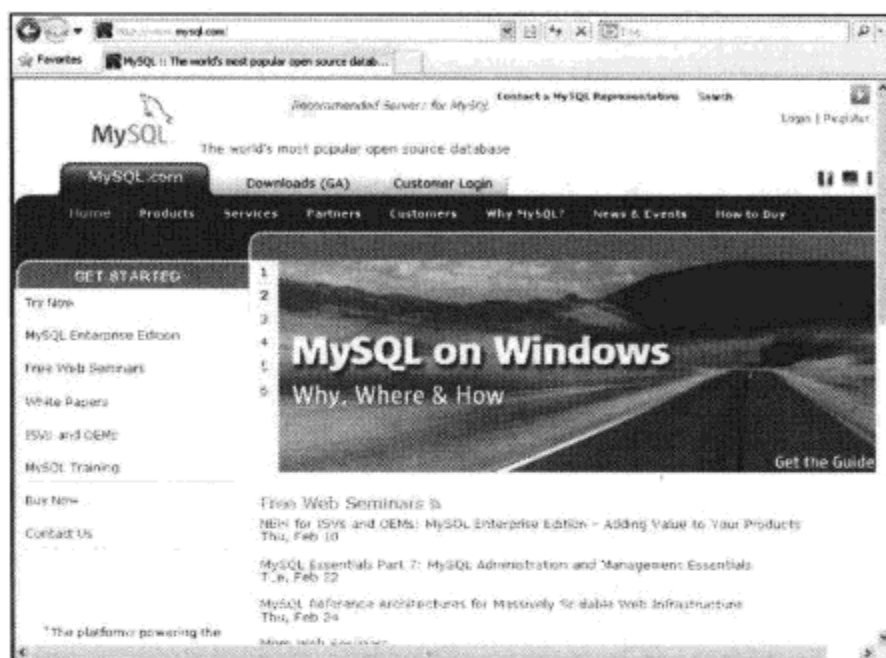 mysql.com
Favorites MySQL :: The world's most popular open source datab...
Recommended Servers for MySQL Contact a MySQL Representative Search
Login | Register
MySQL
The world's most popular open source database
MySQL.com Downloads (GA) Customer Login
Home Products Services Partners Customers Why MySQL? News & Events How to Buy
GET STARTED
Try Now
MySQL Enterprise Edition
Free Web Seminars
White Papers
ISVs and OEMs
MySQL Training
Buy Now
Contact Us
1
2
3
4
5
6
MySQL on Windows
Why, Where & How
Get the Guide
Free Web Seminars
NEW for ISVs and OEMs: MySQL Enterprise Edition - Adding Value to Your Products
Thu, Feb 10
MySQL Essentials Part 7: MySQL Administration and Management Essentials
Tue, Feb 22
MySQL Reference Architectures for Massively Scalable Web Infrastructure
Thu, Feb 24
More Web Seminars
"The platforms powering the